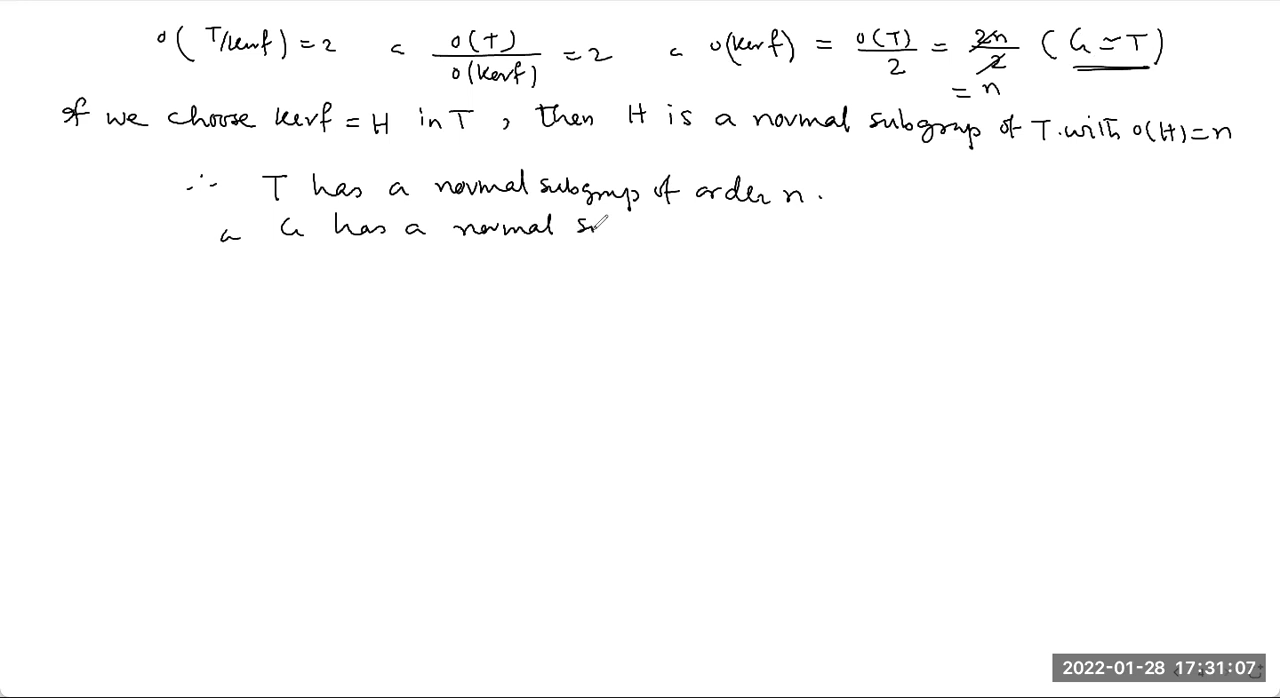 o(T/kerf) = 2 a o(T)/o(kerf) = 2 a o(kerf) = o(T)/2 = 2n/2 (G ≃ T)
= n
If we choose kerf = H in T, then H is a normal subgroup of T. with o(H) = n
∴ T has a normal subgroup of order n.
a G has a normal s
2022-01-28 17:31:07